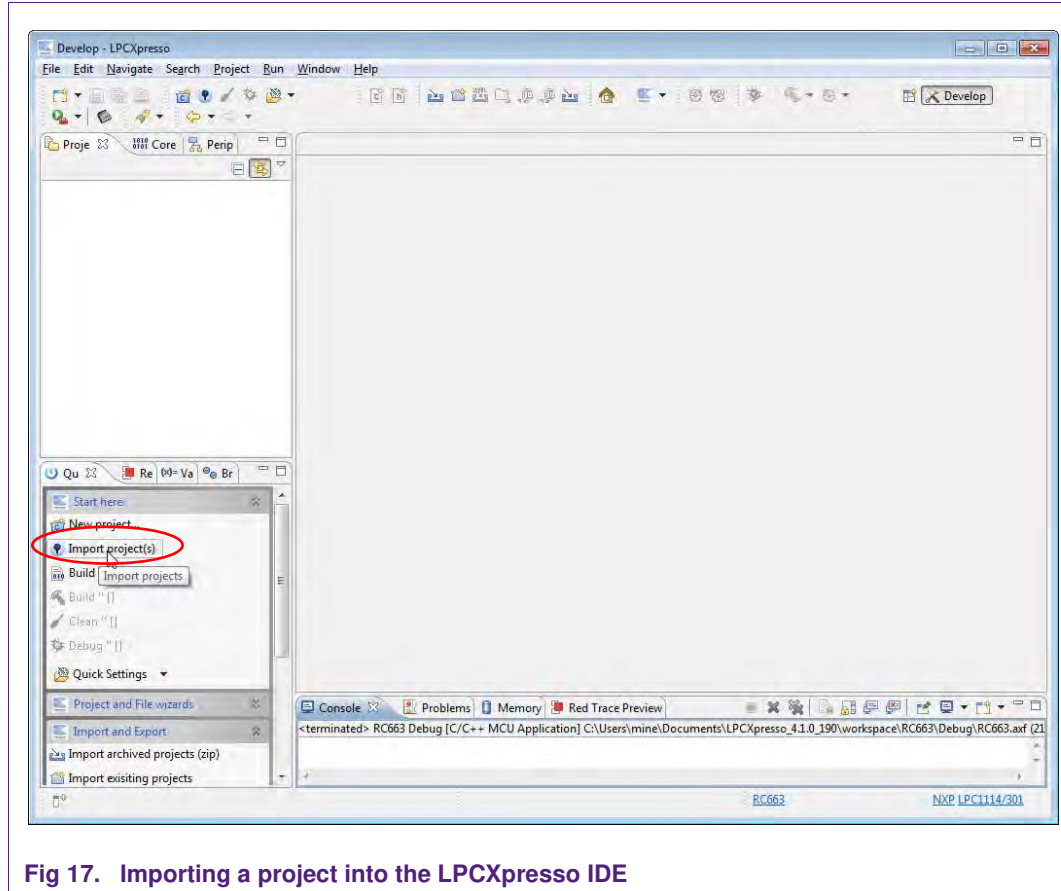 Develop - LPCXpresso
File Edit Navigate Search Project Run Window Help
Develop
Proje Core Perip
Qu Re (x)= Va Br
Start here
New project...
Import project(s)
Build
Import projects
Build " []
Clean " []
Debug " []
Quick Settings
Project and File wizards
Import and Export
Import archived projects (zip)
Import exisiting projects
Console Problems Memory Red Trace Preview
<terminated> RC663 Debug [C/C++ MCU Application] C:\Users\mine\Documents\LPCXpresso_4.1.0_190\workspace\RC663\Debug\RC663.axf (21
RC663 NXP LPC1114/301
Fig 17. Importing a project into the LPCXpresso IDE